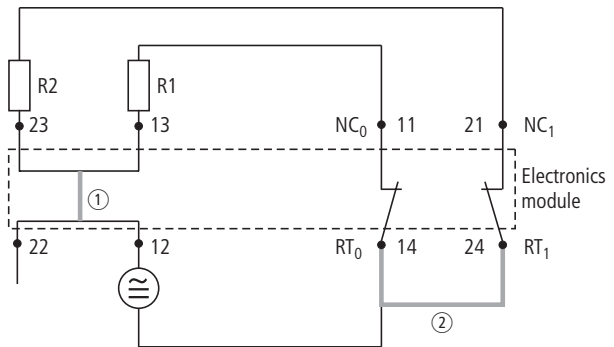 R2
R1
23
13
NC₀ 11
21 NC₁
①
Electronics
module
22
12
RT₀ 14
24 RT₁
②